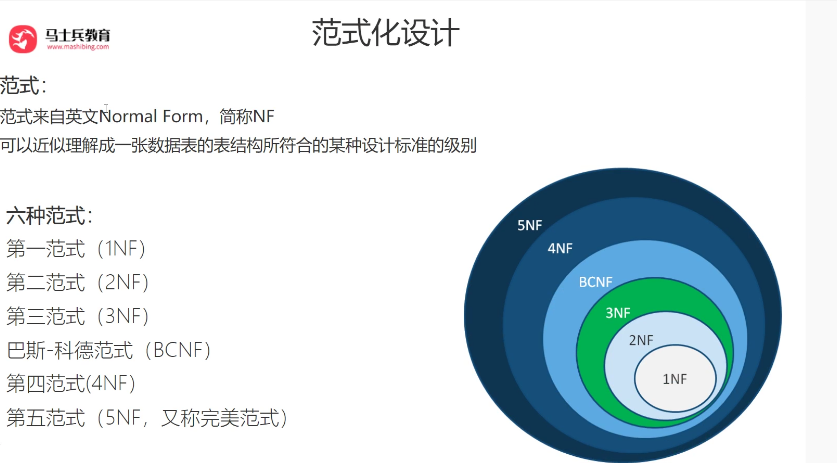 马士兵教育
www.mashibing.com
范式化设计
范式：
范式来自英文Normal Form，简称NF
可以近似理解成一张数据表的表结构所符合的某种设计标准的级别
六种范式：
第一范式（1NF）
第二范式（2NF）
第三范式（3NF）
巴斯-科德范式（BCNF）
第四范式(4NF）
第五范式（5NF，又称完美范式）
5NF
4NF
BCNF
3NF
2NF
1NF